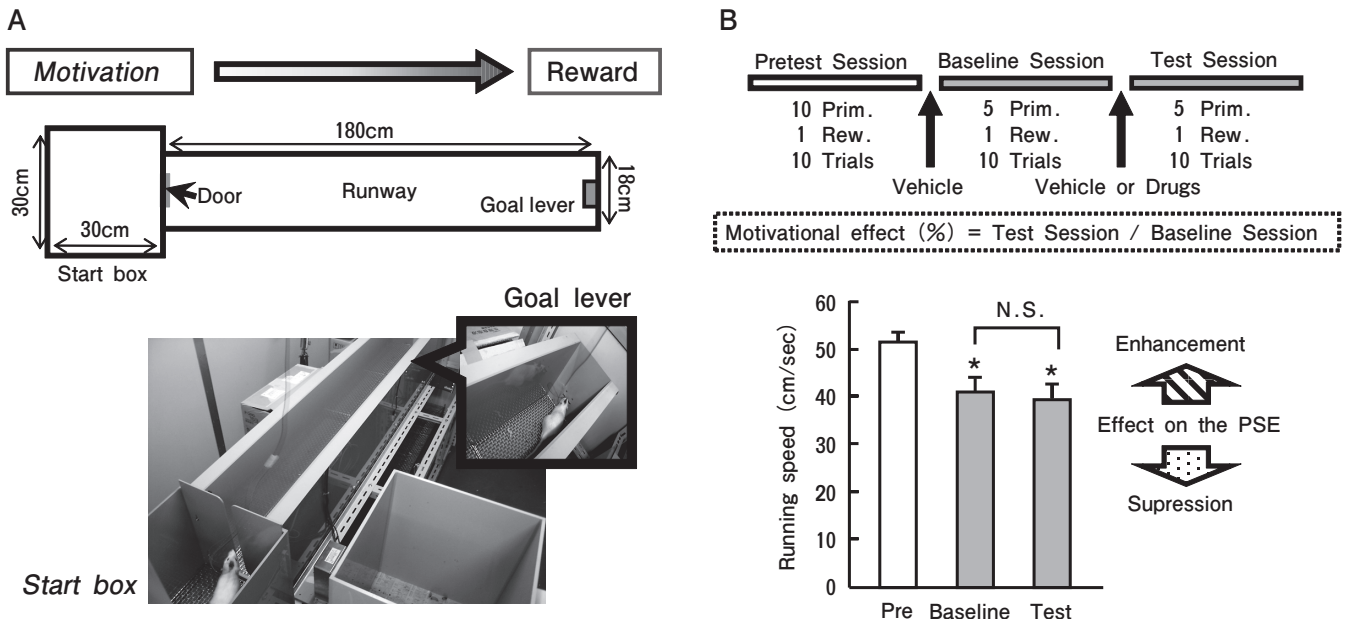 A
Motivation
Reward
180cm
30cm
Door
Runway
Goal lever
18cm
30cm
Start box
Goal lever
Start box
B
Pretest Session Baseline Session Test Session
10 Prim. 5 Prim. 5 Prim.
1 Rew. 1 Rew. 1 Rew.
10 Trials 10 Trials 10 Trials
Vehicle Vehicle or Drugs
Motivational effect (%) = Test Session / Baseline Session
Running speed (cm/sec)
60
50
40
30
20
10
0
N.S.
* *
Pre Baseline Test
Enhancement
Effect on the PSE
Supression